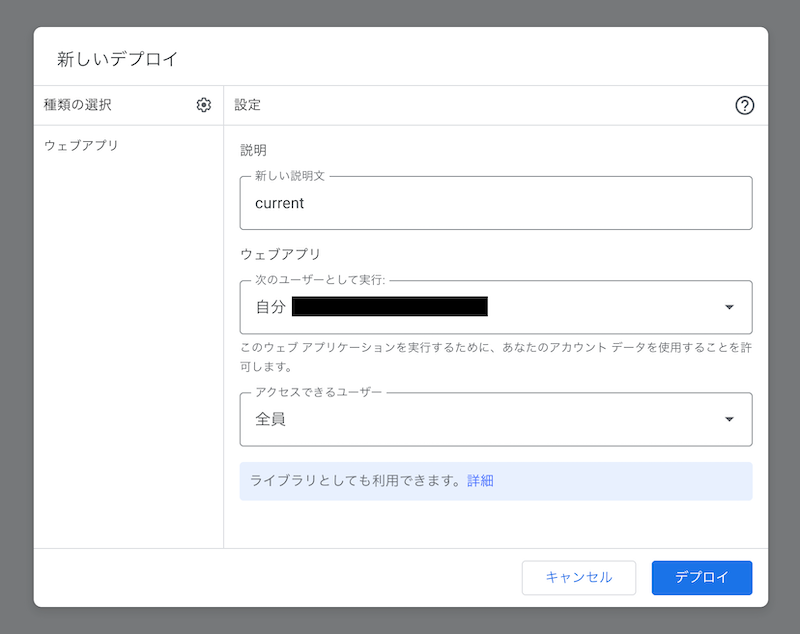 新しいデプロイ
種類の選択
設定
ウェブアプリ
説明
新しい説明文
current
ウェブアプリ
次のユーザーとして実行:
自分
このウェブ アプリケーションを実行するために、あなたのアカウント データを使用することを許
可します。
アクセスできるユーザー
全員
ライブラリとしても利用できます。詳細
キャンセル
デプロイ